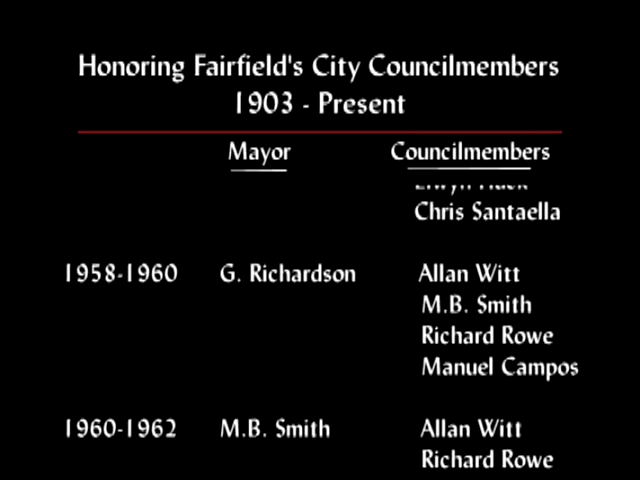 Honoring Fairfield's City Councilmembers
1903 - Present
Mayor Councilmembers
Chris Santaella
1958-1960 G. Richardson Allan Witt
M.B. Smith
Richard Rowe
Manuel Campos
1960-1962 M.B. Smith Allan Witt
Richard Rowe